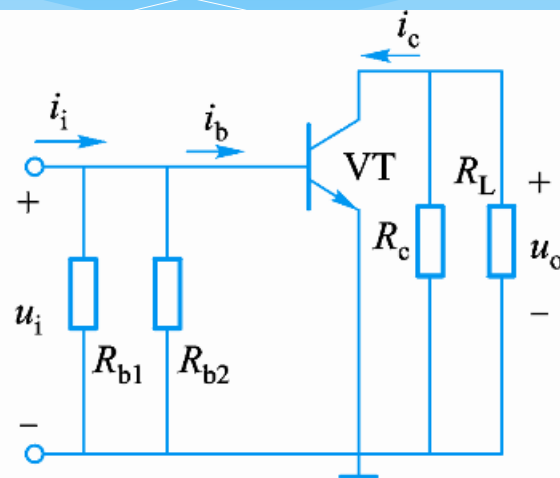 i_c
i_i
i_b
+
VT
R_L
+
R_c
u_o
u_i
R_b1
R_b2
−
−